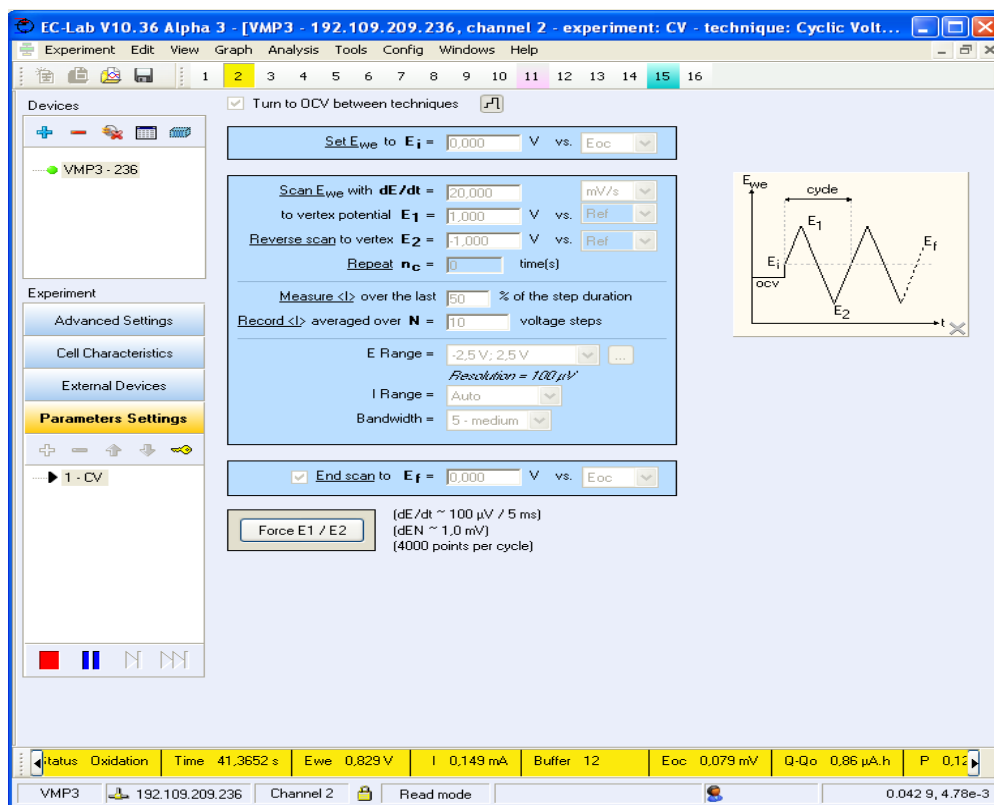 EC-Lab V10.36 Alpha 3 - [VMP3 - 192.109.209.236, channel 2 - experiment: CV - technique: Cyclic Volt...
Experiment Edit View Graph Analysis Tools Config Windows Help
1 2 3 4 5 6 7 8 9 10 11 12 13 14 15 16
Devices
VMP3 - 236
Experiment
Advanced Settings
Cell Characteristics
External Devices
Parameters Settings
1 - CV
Turn to OCV between techniques
Set Ewe to Ei = 0,000 V vs. Eoc
Scan Ewe with dE/dt = 20,000 mV/s
to vertex potential E1 = 1,000 V vs. Ref
Reverse scan to vertex E2 = -1,000 V vs. Ref
Repeat nc = 0 time(s)
Measure <I> over the last 50 % of the step duration
Record <I> averaged over N = 10 voltage steps
E Range = -2,5 V; 2,5 V ...
Resolution = 100 µV
I Range = Auto
Bandwidth = 5 - medium
End scan to Ef = 0,000 V vs. Eoc
Force E1 / E2
(dE/dt ~ 100 µV / 5 ms)
(dEN ~ 1,0 mV)
(4000 points per cycle)
Ewe
cycle
E1
Ef
Ei
ocv
E2
t
Status Oxidation Time 41,3652 s Ewe 0,829 V I 0,149 mA Buffer 12 Eoc 0,079 mV Q-Qo 0,86 µA.h P 0,12
VMP3 192.109.209.236 Channel 2 Read mode 0.042 9, 4.78e-3